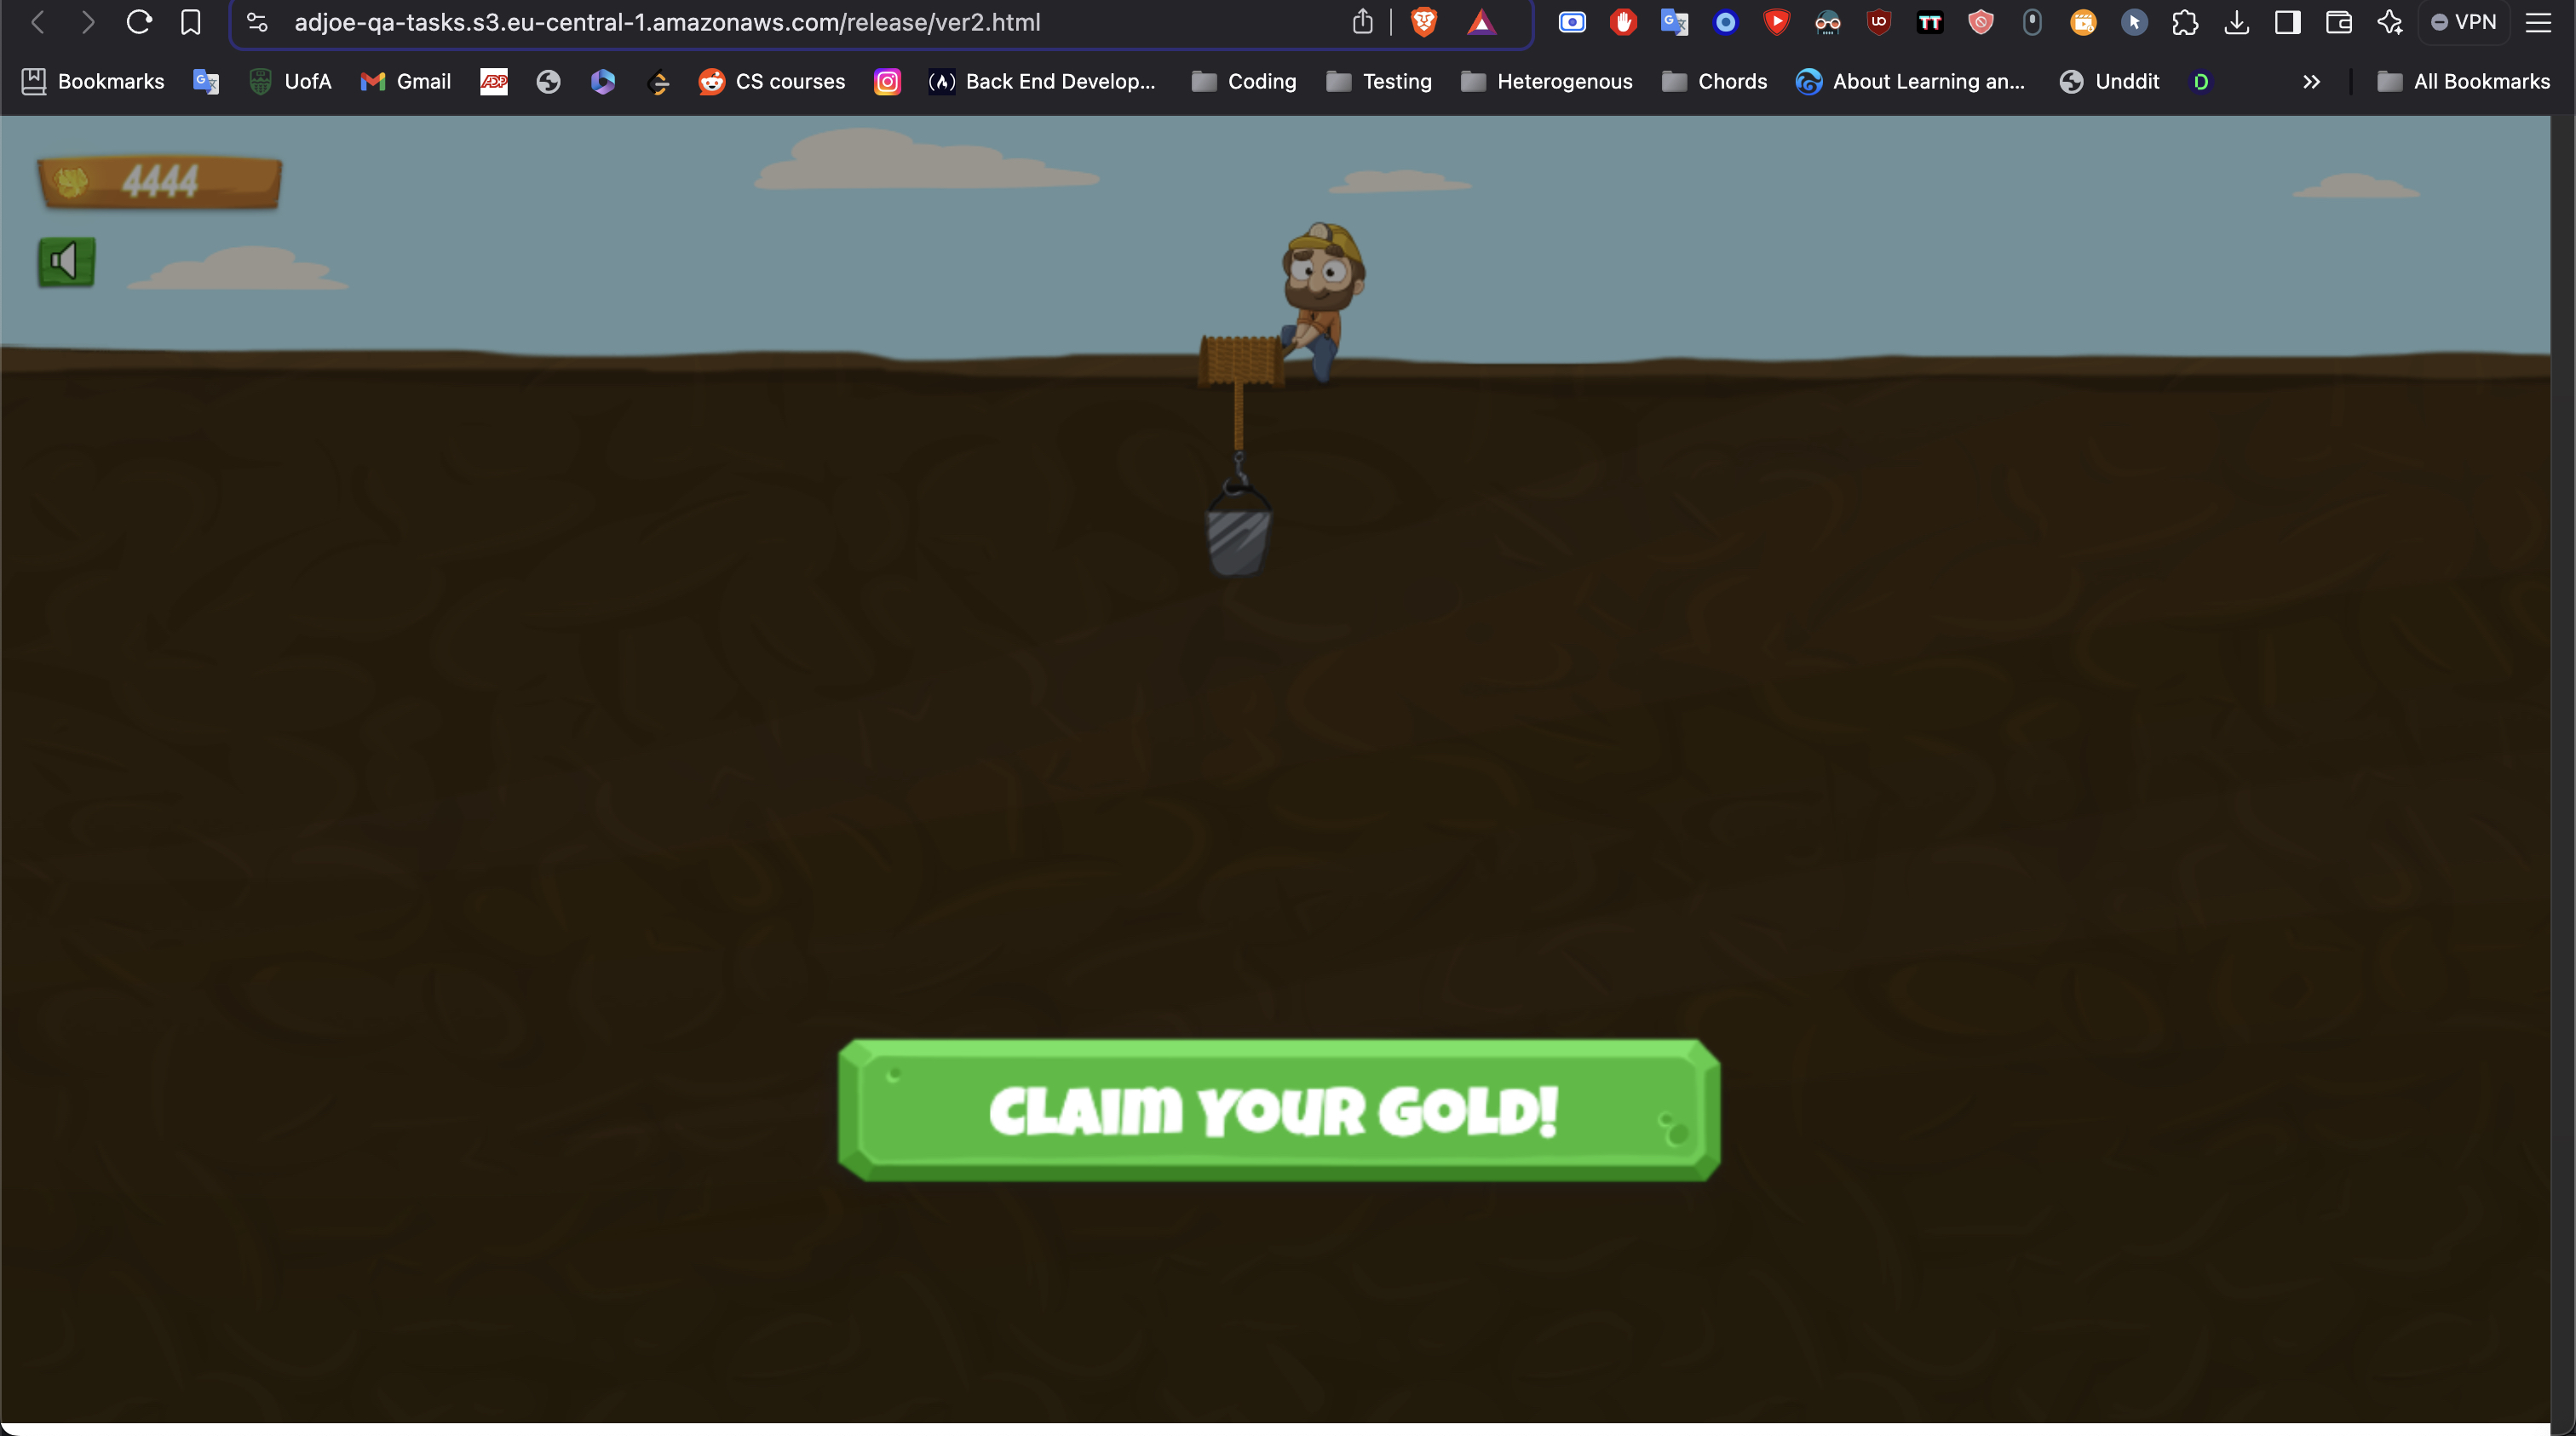 adjoe-qa-tasks.s3.eu-central-1.amazonaws.com/release/ver2.html
VPN
Bookmarks
UofA
Gmail
ADP
CS courses
Back End Develop...
Coding
Testing
Heterogenous
Chords
About Learning an...
Unddit
D
All Bookmarks
4444
CLAIM YOUR GOLD!